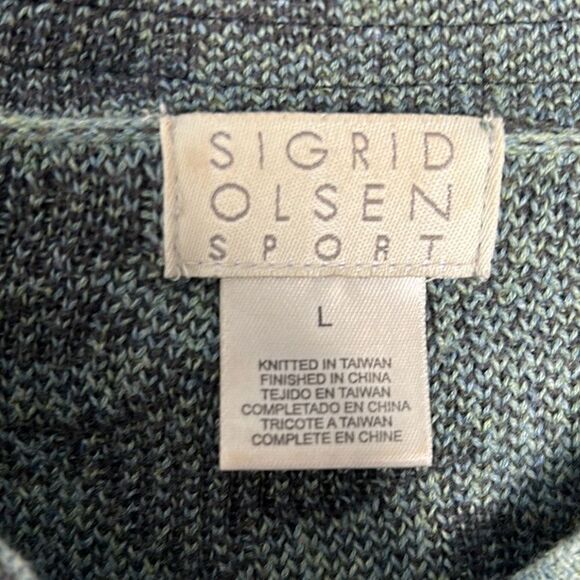 SIGRID
OLSEN
SPORT
L
KNITTED IN TAIWAN
FINISHED IN CHINA
TEJIDO EN TAIWAN
COMPLETADO EN CHINA
TRICOTE A TAIWAN
COMPLETE EN CHINE